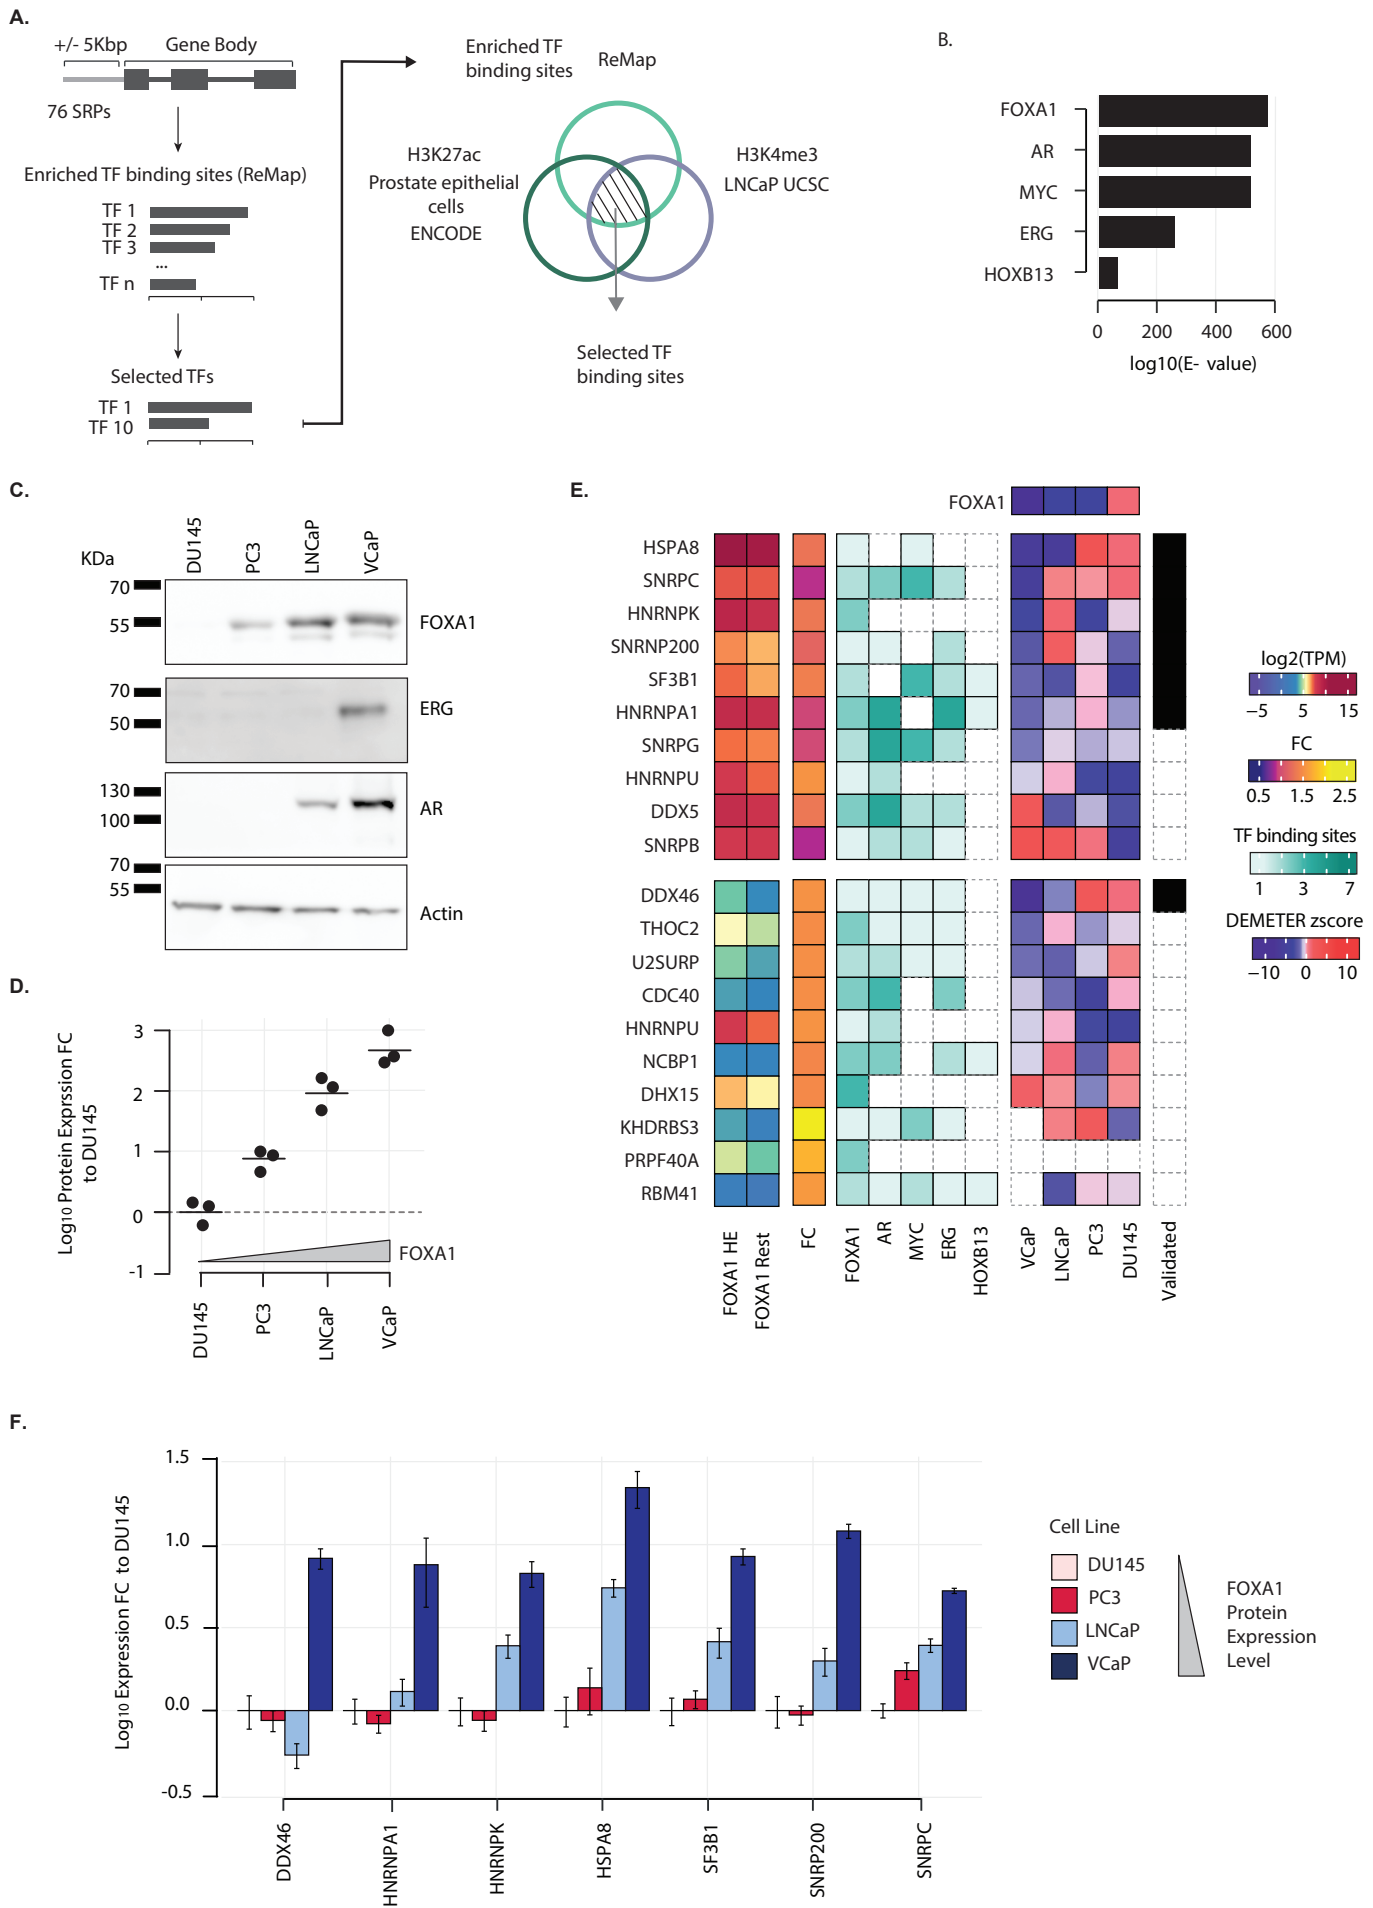 A.
+/- 5Kbp
Gene Body
76 SRPs
Enriched TF binding sites (ReMap)
TF 1
TF 2
TF 3
...
TF n
Selected TFs
TF 1
TF 10
Enriched TF
binding sites
ReMap
H3K27ac
Prostate epithelial
cells
ENCODE
H3K4me3
LNCaP UCSC
Selected TF
binding sites
B.
FOXA1
AR
MYC
ERG
HOXB13
0 200 400 600
log10(E- value)
C.
KDa
DU145
PC3
LNCaP
VCaP
70
55
FOXA1
70
50
ERG
130
100
AR
70
55
Actin
D.
Log10 Protein Exprssion FC
to DU145
3
2
1
0
-1
FOXA1
DU145
PC3
LNCaP
VCaP
E.
FOXA1
HSPA8
SNRPC
HNRNPK
SNRNP200
SF3B1
HNRNPA1
SNRPG
HNRNPU
DDX5
SNRPB
DDX46
THOC2
U2SURP
CDC40
HNRNPU
NCBP1
DHX15
KHDRBS3
PRPF40A
RBM41
FOXA1 HE
FOXA1 Rest
FC
FOXA1
AR
MYC
ERG
HOXB13
VCaP
LNCaP
PC3
DU145
Validated
log2(TPM)
−5 5 15
FC
0.5 1.5 2.5
TF binding sites
1 3 7
DEMETER zscore
−10 0 10
F.
Log10 Expression FC to DU145
1.5
1.0
0.5
0.0
-0.5
DDX46
HNRNPA1
HNRNPK
HSPA8
SF3B1
SNRP200
SNRPC
Cell Line
DU145
PC3
LNCaP
VCaP
FOXA1
Protein
Expression
Level